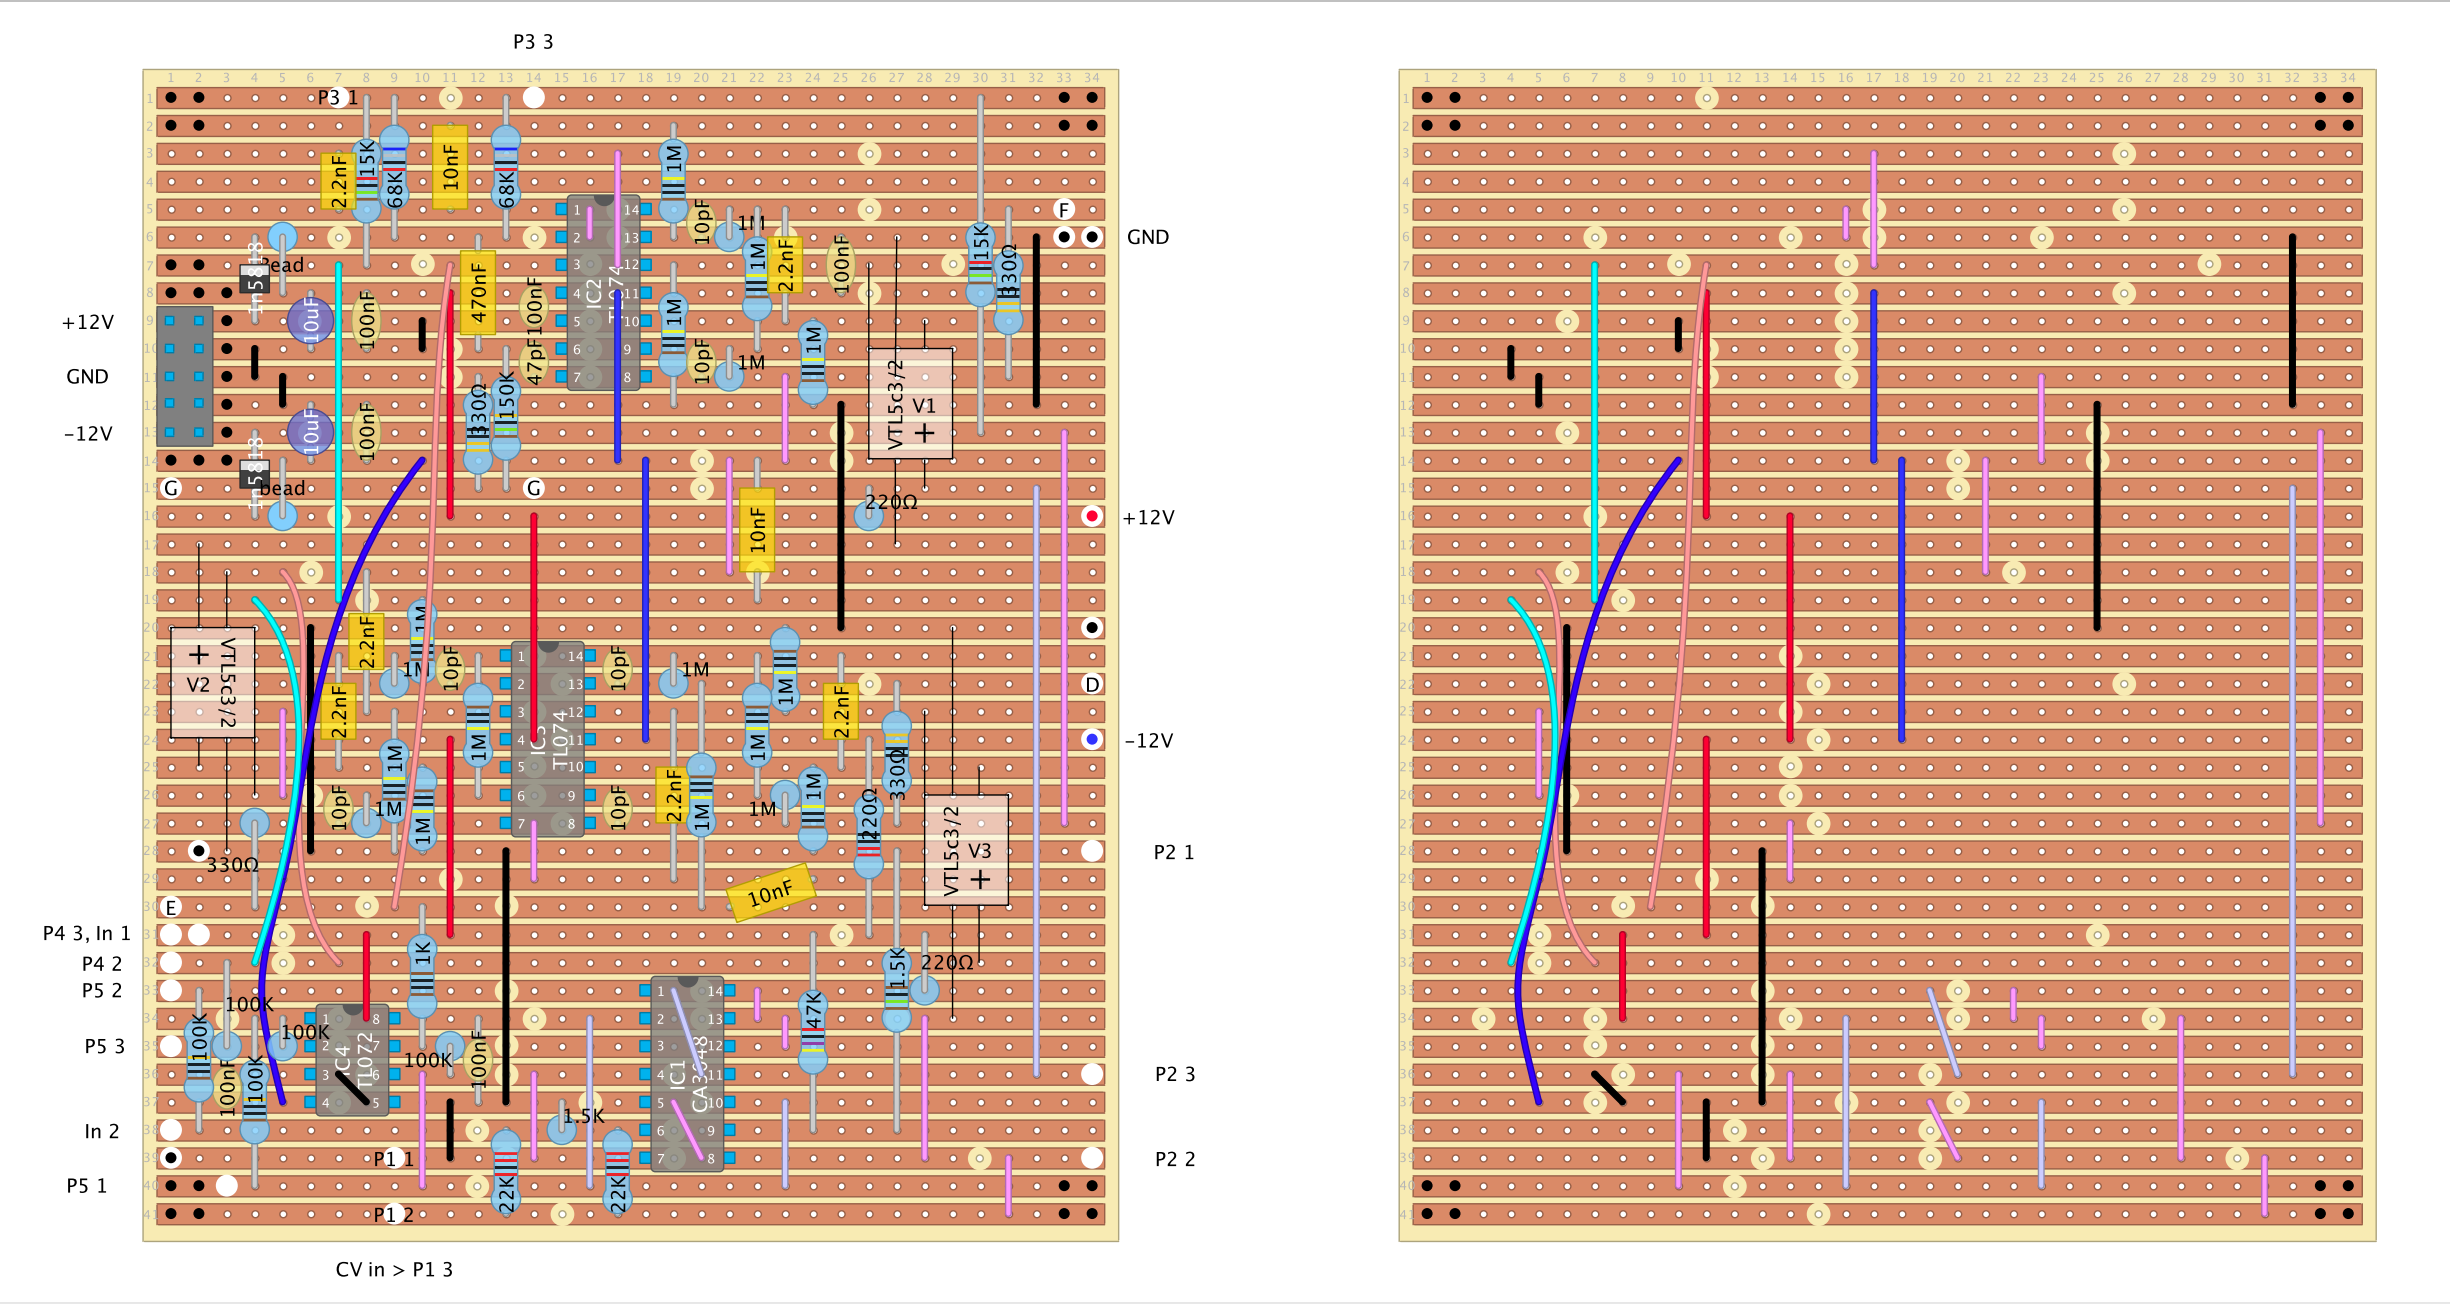 P3 3
1 2 3 4 5 6 7 8 9 10 11 12 13 14 15 16 17 18 19 20 21 22 23 24 25 26 27 28 29 30 31 32 33 34
1 2 3 4 5 6 7 8 9 10 11 12 13 14 15 16 17 18 19 20 21 22 23 24 25 26 27 28 29 30 31 32 33 34
P3 1
2.2nF
15K
68K
10nF
68K
1M
10pF
1M
F
GND
1n5818
Bead
10uF
100nF
470nF
100nF
IC2
TL074
1 2 3 4 5 6 7
14 13 12 11 10 9 8
1M
2.2nF
100nF
15K
330Ω
+12V
GND
-12V
1M
10pF
1M
1M
47pF
330Ω
150K
VTL5c3/2
V1
+
10uF
100nF
1n5818
bead
G
G
220Ω
10nF
+12V
+
V2
VTL5c3/2
2.2nF
1M
1M
10pF
2.2nF
1M
IC3
TL074
1 2 3 4 5 6 7
14 13 12 11 10 9 8
10pF
1M
1M
1M
2.2nF
330Ω
D
-12V
1M
10pF
1M
1M
10pF
2.2nF
1M
1M
1M
220Ω
VTL5c3/2
V3
+
P2 1
330Ω
10nF
E
P4 3, In 1
P4 2
P5 2
P5 3
In 2
P5 1
100K
100K
100K
100nF
100K
IC4
TL072
1 2 3 4
8 7 6 5
1K
100K
100nF
IC1
CA3048
1 2 3 4 5 6 7
14 13 12 11 10 9 8
47K
1.5K
220Ω
P2 3
1.5K
22K
22K
P2 2
P1 1
P1 2
CV in > P1 3